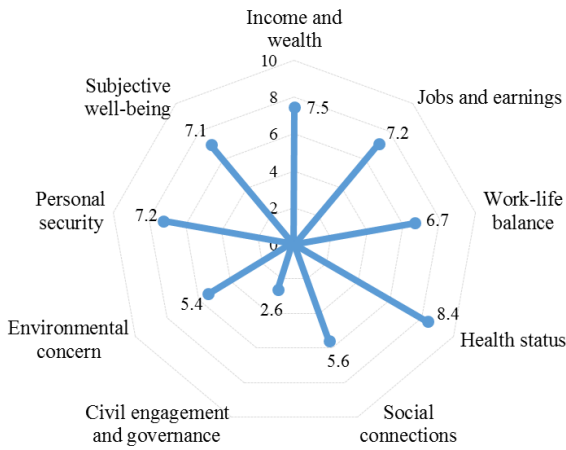 Income and
wealth
10
Subjective
well-being
Jobs and earnings
8
7.5
7.1
7.2
6
4
Personal
security
7.2
Work-life
balance
2
6.7
0
5.4
2.6
8.4
Environmental
concern
Health status
5.6
Civil engagement
and governance
Social
connections